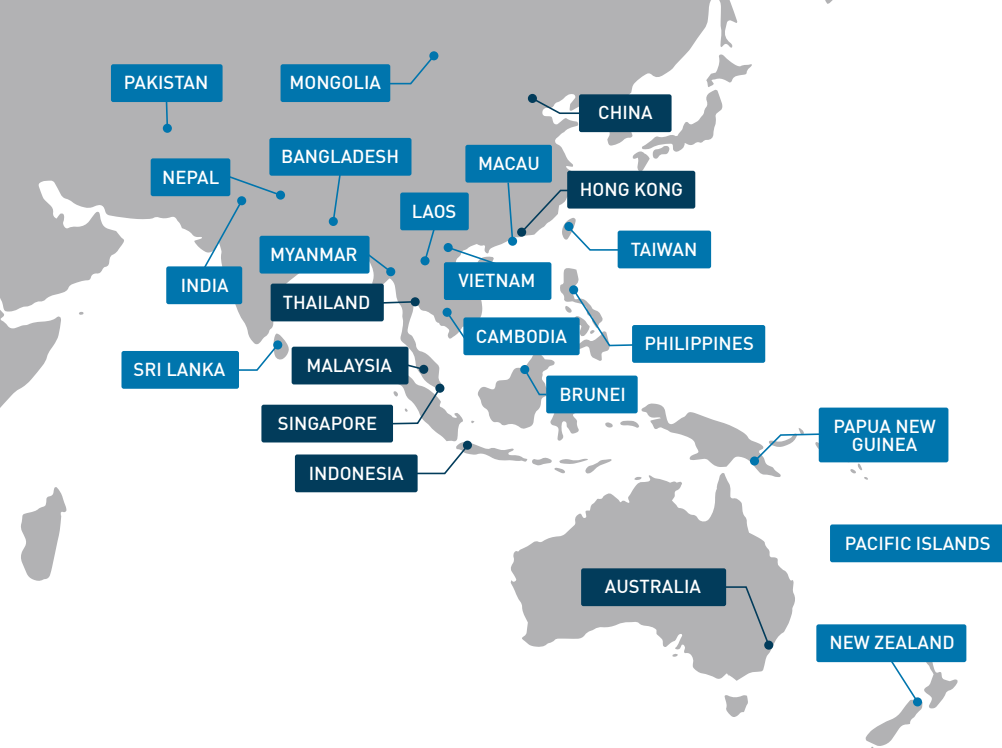 PAKISTAN
MONGOLIA
CHINA
BANGLADESH
MACAU
NEPAL
HONG KONG
LAOS
TAIWAN
MYANMAR
VIETNAM
INDIA
THAILAND
CAMBODIA
PHILIPPINES
SRI LANKA
MALAYSIA
BRUNEI
SINGAPORE
PAPUA NEW
GUINEA
INDONESIA
PACIFIC ISLANDS
AUSTRALIA
NEW ZEALAND